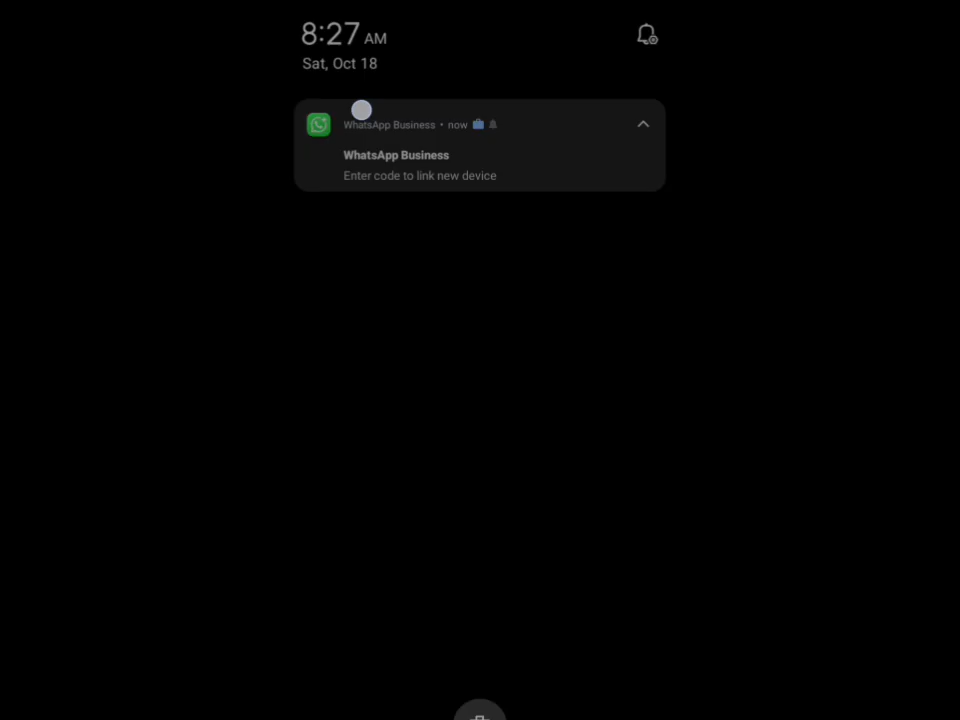 8:27 AM
Sat, Oct 18
WhatsApp Business • now
WhatsApp Business
Enter code to link new device